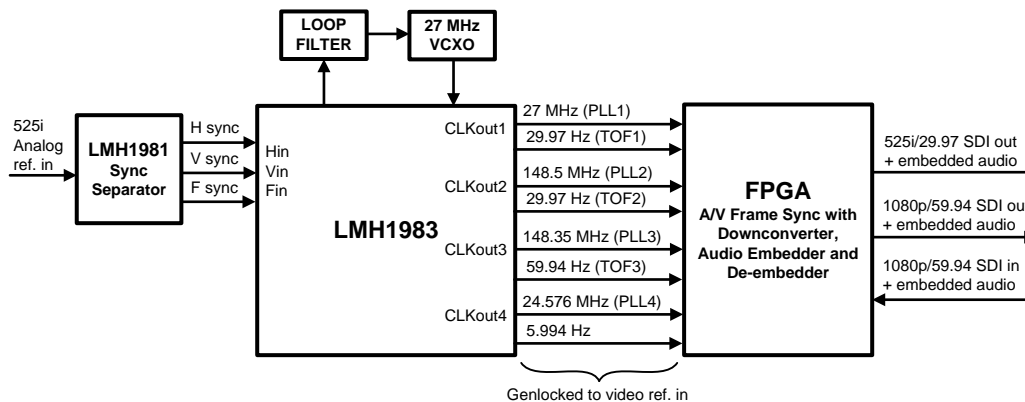 LOOP
FILTER
27 MHz
VCXO
525i
Analog
ref. in
LMH1981
Sync
Separator
H sync
V sync
F sync
Hin
Vin
Fin
LMH1983
CLKout1
CLKout2
CLKout3
CLKout4
27 MHz (PLL1)
29.97 Hz (TOF1)
148.5 MHz (PLL2)
29.97 Hz (TOF2)
148.35 MHz (PLL3)
59.94 Hz (TOF3)
24.576 MHz (PLL4)
5.994 Hz
FPGA
A/V Frame Sync with
Downconverter,
Audio Embedder and
De-embedder
525i/29.97 SDI out
+ embedded audio
1080p/59.94 SDI out
+ embedded audio
1080p/59.94 SDI in
+ embedded audio
Genlocked to video ref. in